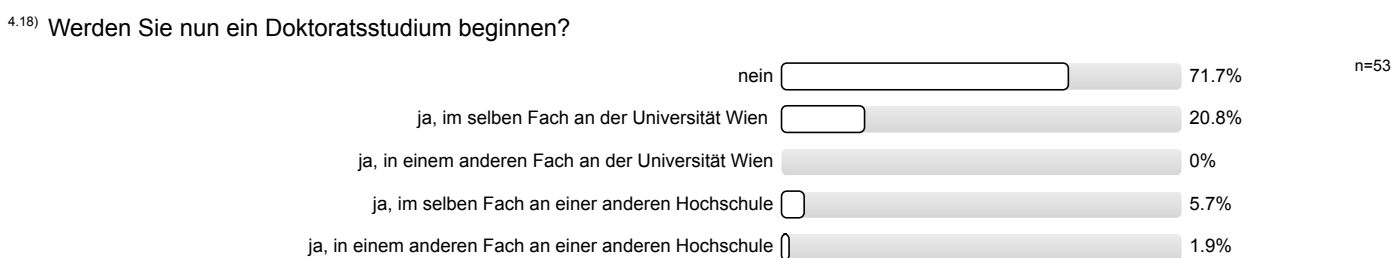 4.18) Werden Sie nun ein Doktoratsstudium beginnen?
nein 71.7% n=53
ja, im selben Fach an der Universität Wien 20.8%
ja, in einem anderen Fach an der Universität Wien 0%
ja, im selben Fach an einer anderen Hochschule 5.7%
ja, in einem anderen Fach an einer anderen Hochschule 1.9%